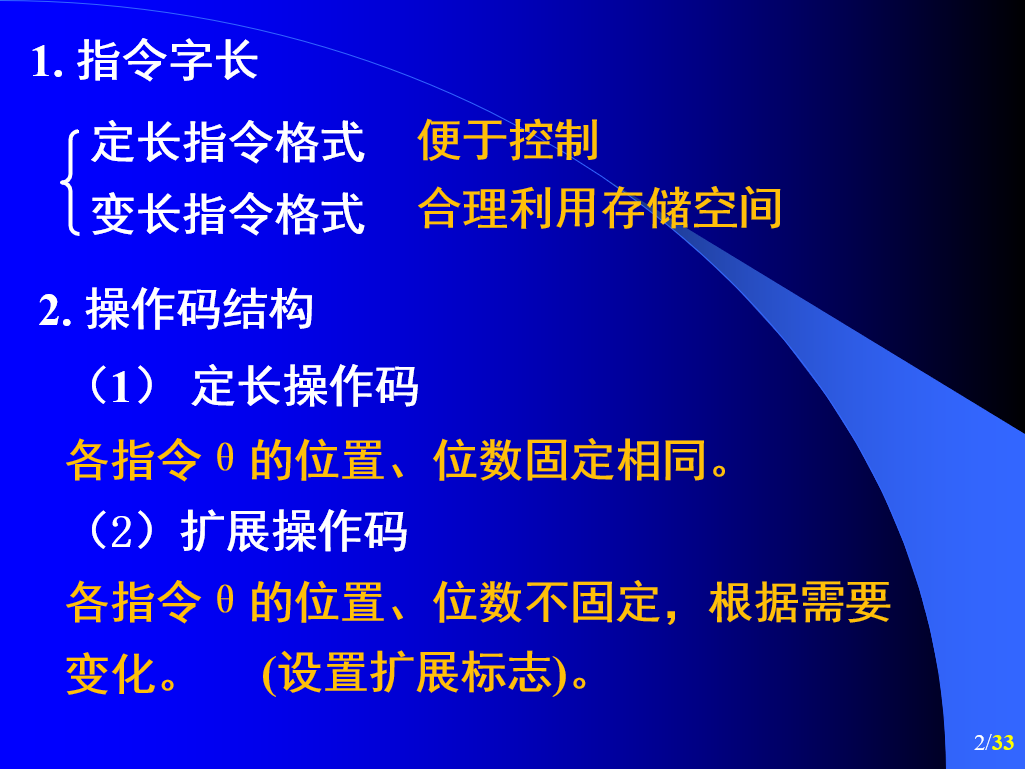 1. 指令字长
定长指令格式 便于控制
变长指令格式 合理利用存储空间
2. 操作码结构
（1） 定长操作码
各指令θ的位置、位数固定相同。
（2）扩展操作码
各指令θ的位置、位数不固定，根据需要
变化。 (设置扩展标志)。
2/33